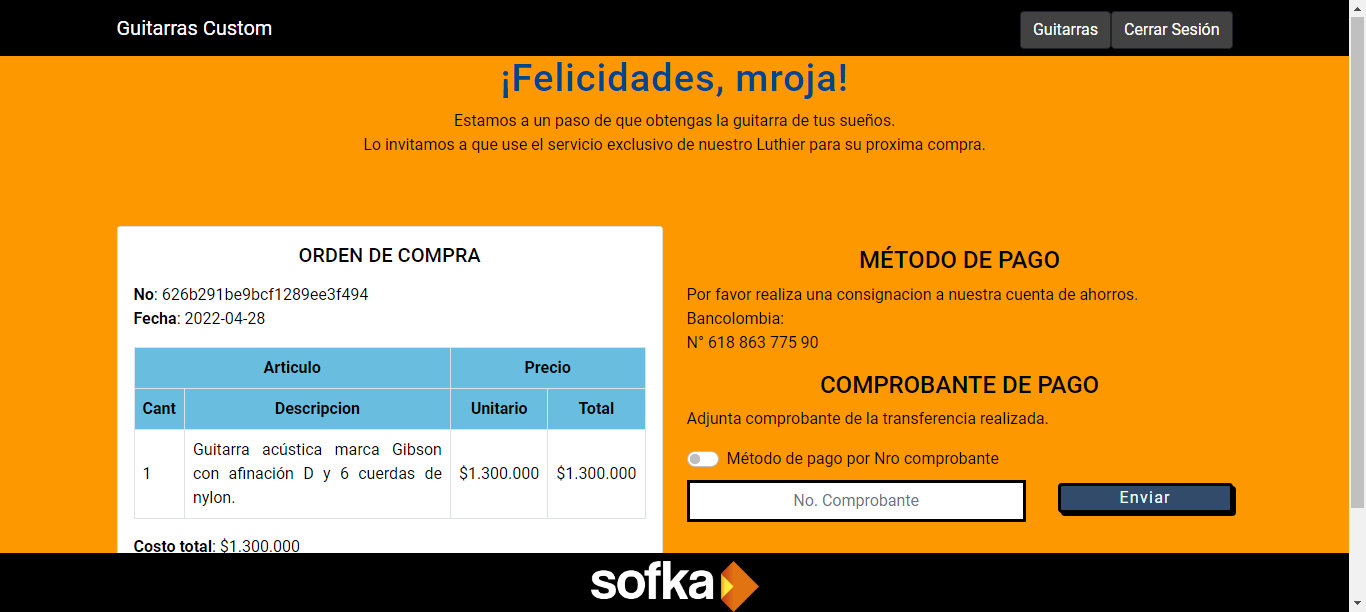 Guitarras Custom
Guitarras
Cerrar Sesión
¡Felicidades, mroja!
Estamos a un paso de que obtengas la guitarra de tus sueños.
Lo invitamos a que use el servicio exclusivo de nuestro Luthier para su proxima compra.
ORDEN DE COMPRA
No: 626b291be9bcf1289ee3f494
Fecha: 2022-04-28
Articulo Precio
Cant Descripcion Unitario Total
1 Guitarra acústica marca Gibson
con afinación D y 6 cuerdas de
nylon.
$1.300.000 $1.300.000
Costo total: $1.300.000
MÉTODO DE PAGO
Por favor realiza una consignacion a nuestra cuenta de ahorros.
Bancolombia:
N° 618 863 775 90
COMPROBANTE DE PAGO
Adjunta comprobante de la transferencia realizada.
Método de pago por Nro comprobante
No. Comprobante
Enviar
sofka